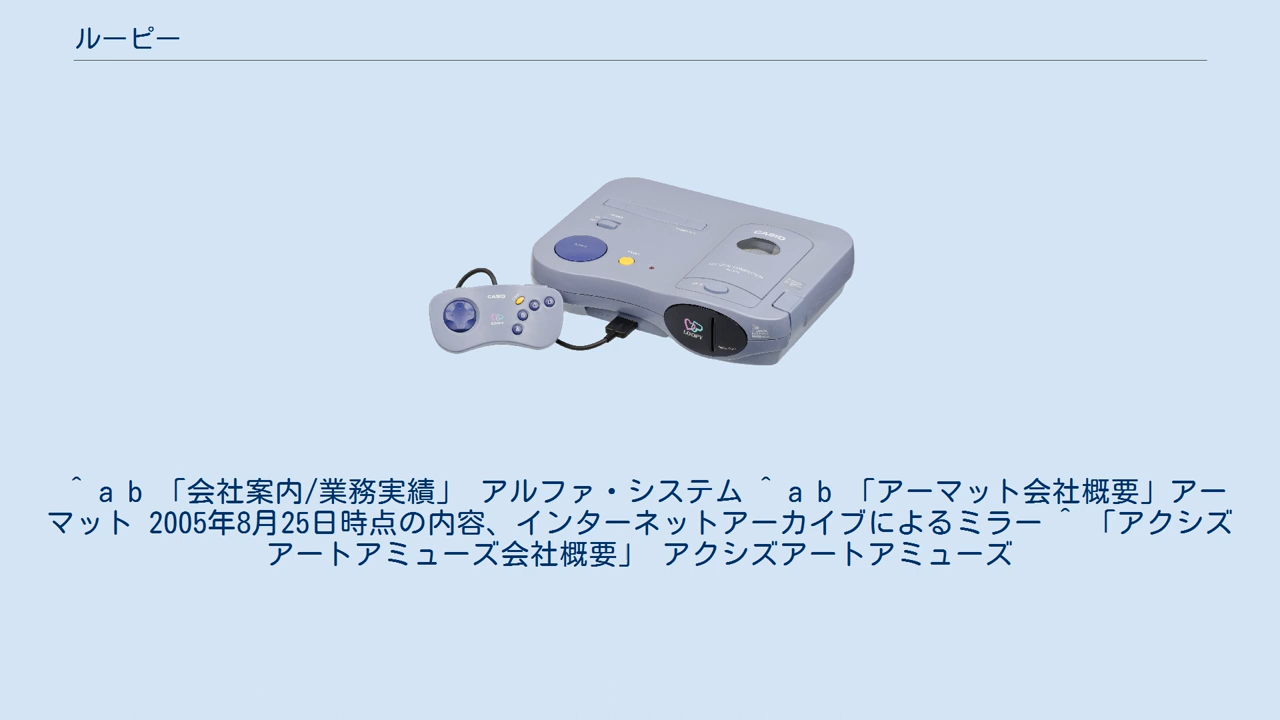 ルーピー
CASIO
CASIO
LOOPY
^ a b 「会社案内/業務実績」 アルファ・システム ^ a b 「アーマット会社概要」アー
マット 2005年8月25日時点の内容、インターネットアーカイブによるミラー ^ 「アクシズ
アートアミューズ会社概要」 アクシズアートアミューズ